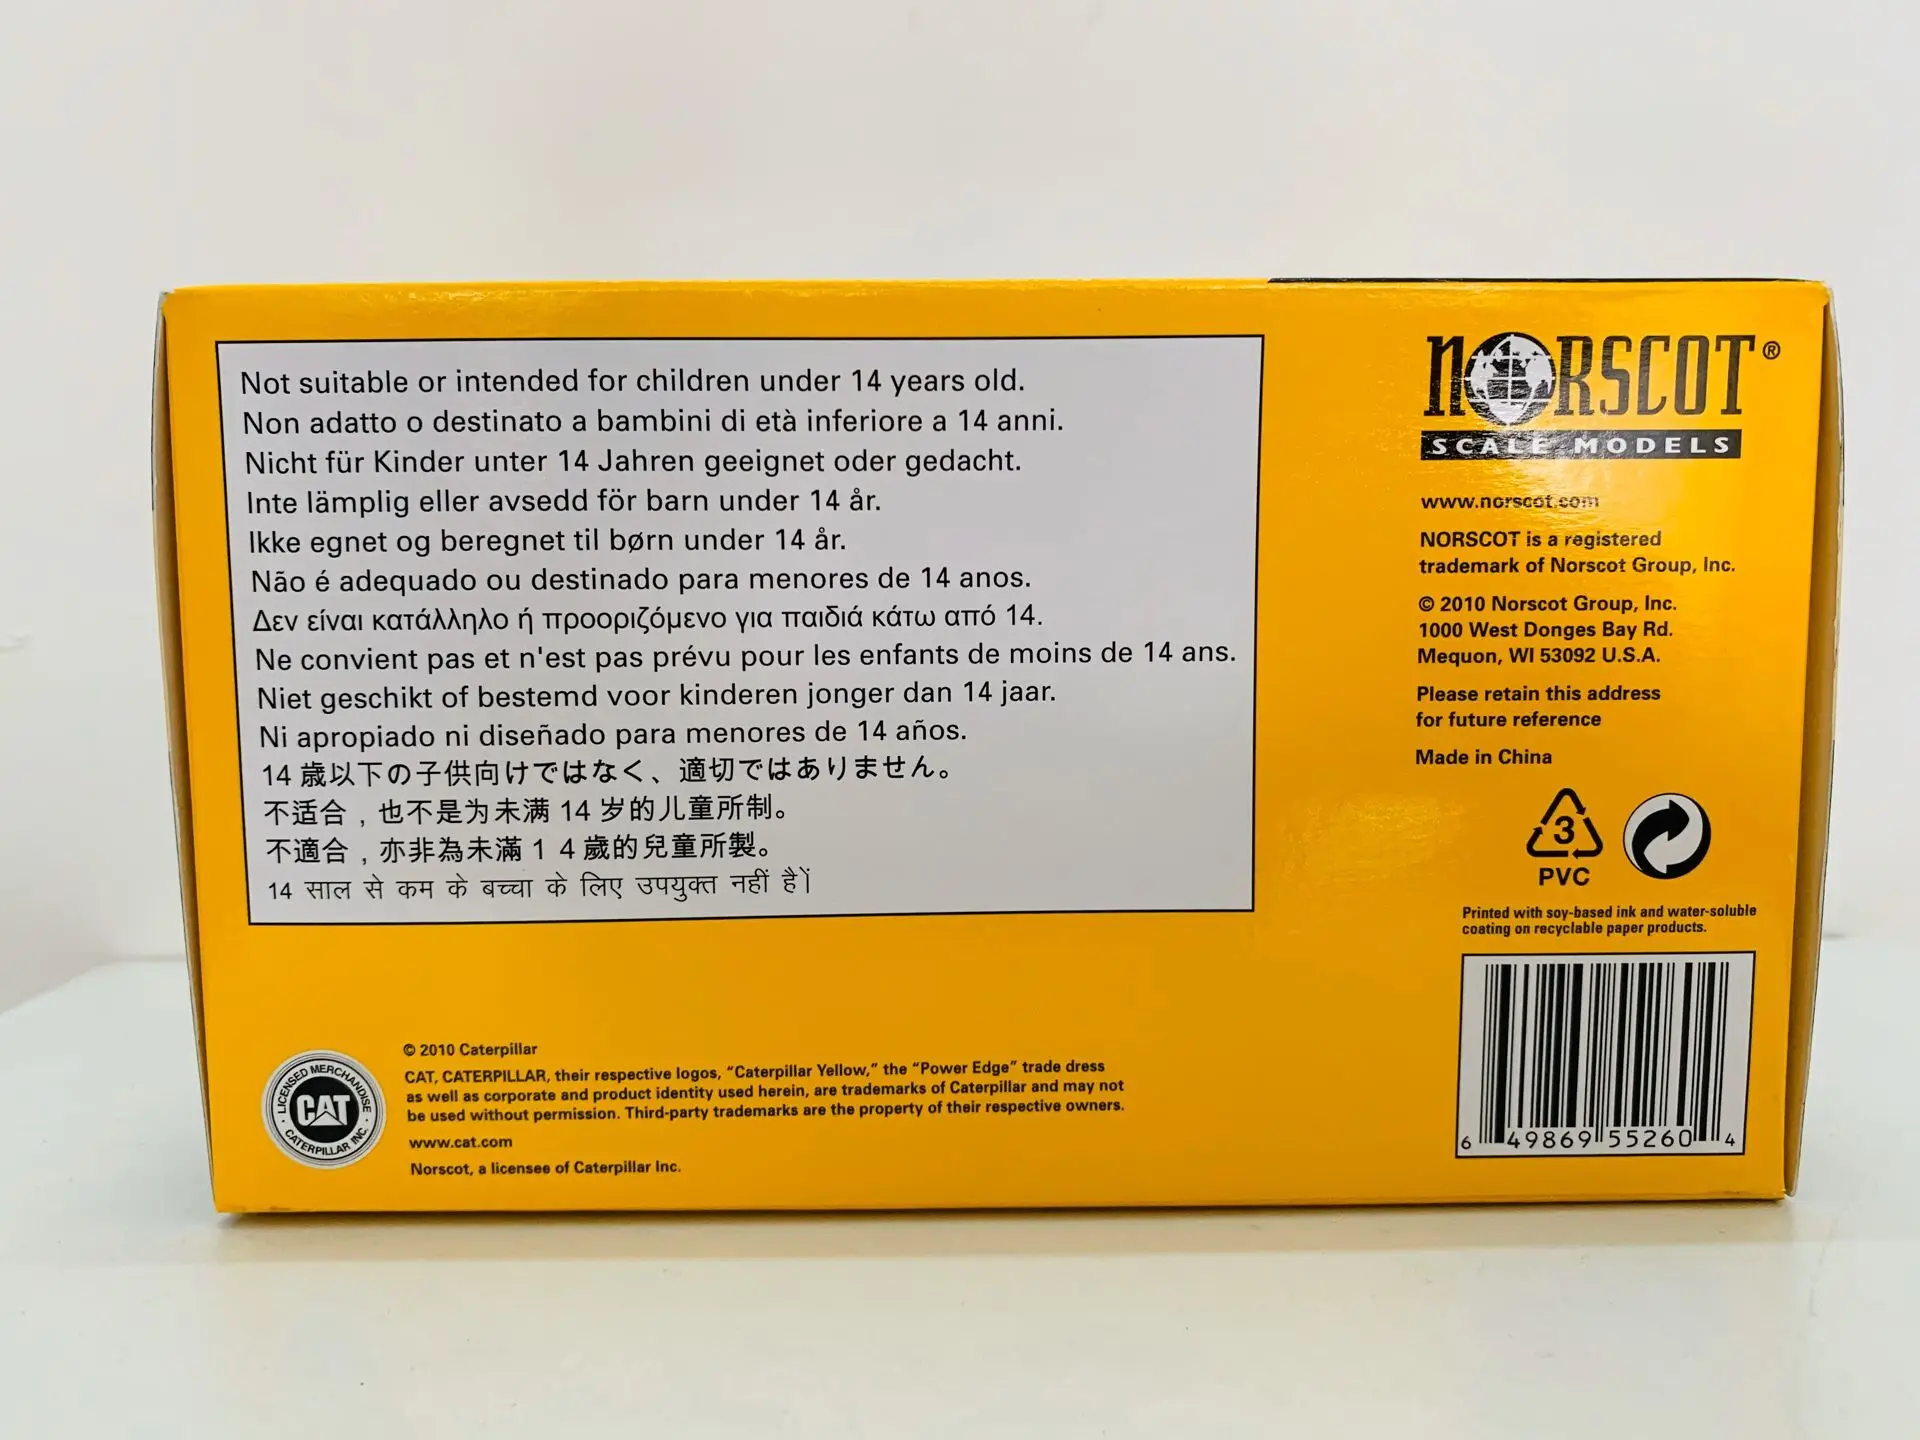 Not suitable or intended for children under 14 years old.
Non adatto o destinato a bambini di età inferiore a 14 anni.
Nicht für Kinder unter 14 Jahren geeignet oder gedacht.
Inte lämplig eller avsedd för barn under 14 år.
Ikke egnet og beregnet til børn under 14 år.
Não é adequado ou destinado para menores de 14 anos.
Δεν είναι κατάλληλο ή προοριζόμενο για παιδιά κάτω από 14.
Ne convient pas et n'est pas prévu pour les enfants de moins de 14 ans.
Niet geschikt of bestemd voor kinderen jonger dan 14 jaar.
Ni apropiado ni diseñado para menores de 14 años.
14 歳以下の子供向けではなく、適切ではありません。
不适合，也不是为未满 14 岁的儿童所制。
不適合，亦非為未滿１４歲的兒童所製。
14 साल से कम के बच्चा के लिए उपयुक्त नहीं है।
NORSCOT®
SCALE MODELS
www.norscot.com
NORSCOT is a registered
trademark of Norscot Group, Inc.
© 2010 Norscot Group, Inc.
1000 West Donges Bay Rd.
Mequon, WI 53092 U.S.A.
Please retain this address
for future reference
Made in China
3
PVC
Printed with soy-based ink and water-soluble
coating on recyclable paper products.
6 49869 55260 4
LICENSED MERCHANDISE
CAT
CATERPILLAR INC.
© 2010 Caterpillar
CAT, CATERPILLAR, their respective logos, “Caterpillar Yellow,” the “Power Edge” trade dress
as well as corporate and product identity used herein, are trademarks of Caterpillar and may not
be used without permission. Third-party trademarks are the property of their respective owners.
www.cat.com
Norscot, a licensee of Caterpillar Inc.